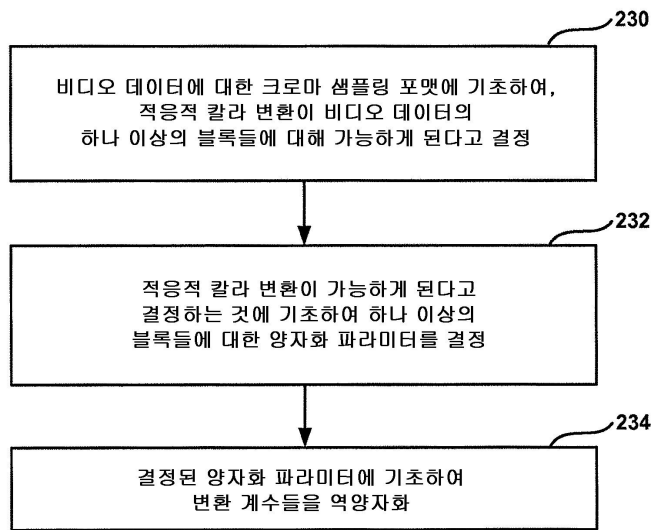 230
비디오 데이터에 대한 크로마 샘플링 포맷에 기초하여,
적응적 칼라 변환이 비디오 데이터의
하나 이상의 블록들에 대해 가능하게 된다고 결정
232
적응적 칼라 변환이 가능하게 된다고
결정하는 것에 기초하여 하나 이상의
블록들에 대한 양자화 파라미터를 결정
234
결정된 양자화 파라미터에 기초하여
변환 계수들을 역양자화